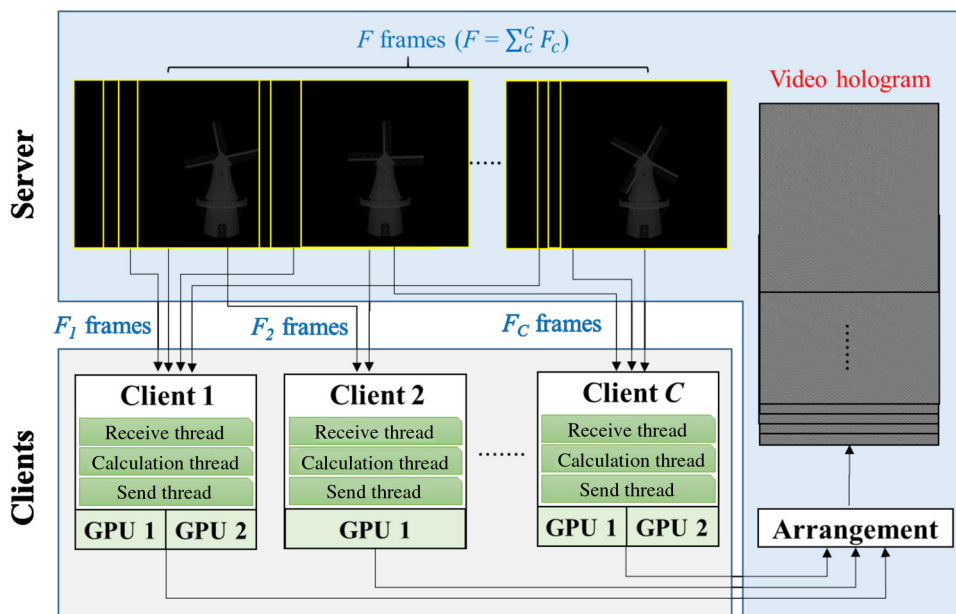 F frames (F = ∑_c^C F_c)
Video hologram
Server
F_1 frames
F_2 frames
F_C frames
Clients
Client 1
Receive thread
Calculation thread
Send thread
GPU 1
GPU 2
Client 2
Receive thread
Calculation thread
Send thread
GPU 1
Client C
Receive thread
Calculation thread
Send thread
GPU 1
GPU 2
Arrangement